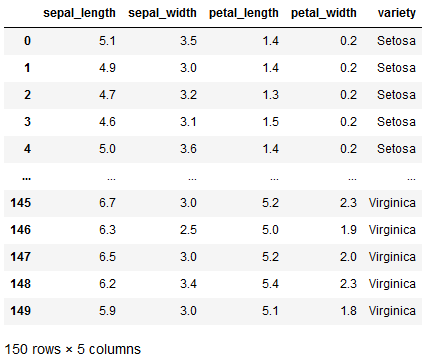 sepal_length sepal_width petal_length petal_width variety
0 5.1 3.5 1.4 0.2 Setosa
1 4.9 3.0 1.4 0.2 Setosa
2 4.7 3.2 1.3 0.2 Setosa
3 4.6 3.1 1.5 0.2 Setosa
4 5.0 3.6 1.4 0.2 Setosa
... ... ... ... ... ...
145 6.7 3.0 5.2 2.3 Virginica
146 6.3 2.5 5.0 1.9 Virginica
147 6.5 3.0 5.2 2.0 Virginica
148 6.2 3.4 5.4 2.3 Virginica
149 5.9 3.0 5.1 1.8 Virginica
150 rows × 5 columns